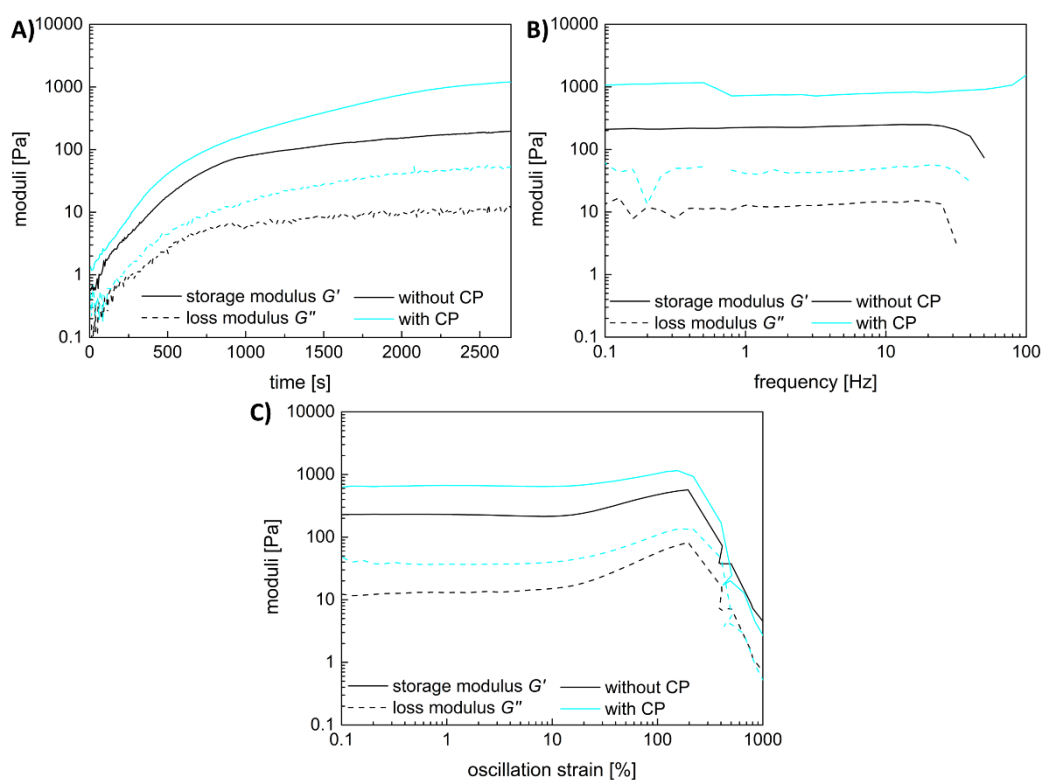 A)
10000
1000
100
10
1
0.1
moduli [Pa]
storage modulus G' without CP
loss modulus G'' with CP
0 500 1000 1500 2000 2500
time [s]
B)
10000
1000
100
10
1
0.1
moduli [Pa]
storage modulus G' without CP
loss modulus G'' with CP
0.1 1 10 100
frequency [Hz]
C)
10000
1000
100
10
1
0.1
moduli [Pa]
storage modulus G' without CP
loss modulus G'' with CP
0.1 1 10 100 1000
oscillation strain [%]